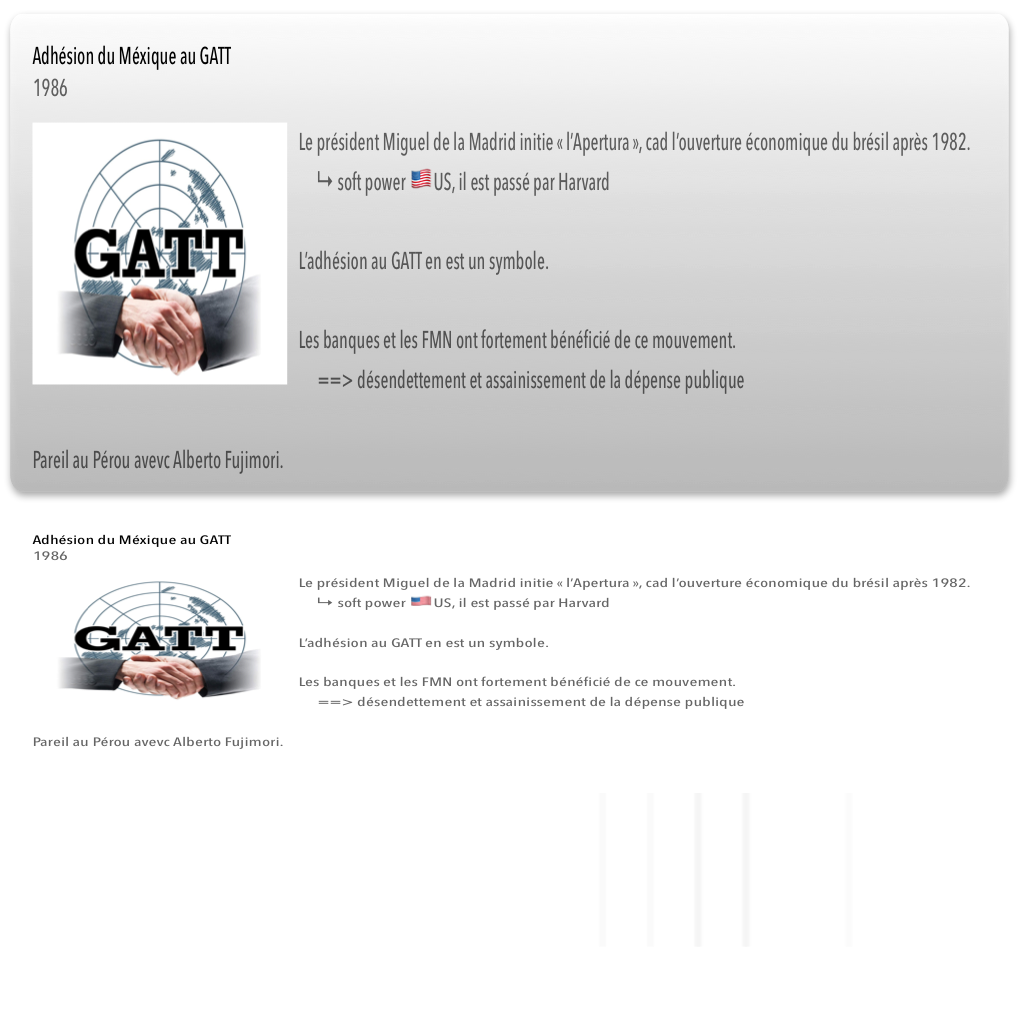 Adhésion du Méxique au GATT
1986
GATT
Le président Miguel de la Madrid initie « l’Apertura », cad l’ouverture économique du brésil après 1982.
↳ soft power 🇺🇸US, il est passé par Harvard
L’adhésion au GATT en est un symbole.
Les banques et les FMN ont fortement bénéficié de ce mouvement.
==> désendettement et assainissement de la dépense publique
Pareil au Pérou avevc Alberto Fujimori.
Adhésion du Méxique au GATT
1986
GATT
Le président Miguel de la Madrid initie « l’Apertura », cad l’ouverture économique du brésil après 1982.
↳ soft power 🇺🇸US, il est passé par Harvard
L’adhésion au GATT en est un symbole.
Les banques et les FMN ont fortement bénéficié de ce mouvement.
==> désendettement et assainissement de la dépense publique
Pareil au Pérou avevc Alberto Fujimori.